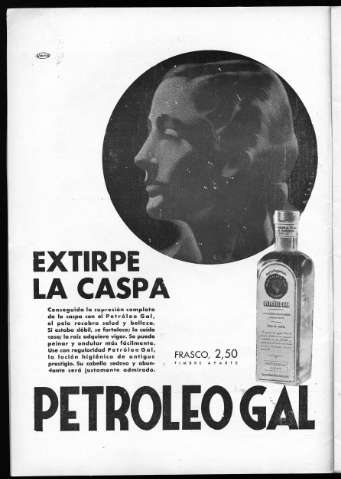 EXTIRPE
LA CASPA
Conseguida la supresión completa
de la caspa con el Petróleo Gal,
el pelo recobra salud y belleza.
Si estaba débil, se fortalece; la caída
cesa; la raíz adquiere vigor. Se puede
peinar y ondular más fácilmente.
Use con regularidad Petróleo Gal,
la loción higiénica de antiguo
prestigio. Su cabello sedoso y abun-
dante será justamente admirado.
FRASCO, 2,50
TIMBRE APARTE
PETROLEO GAL